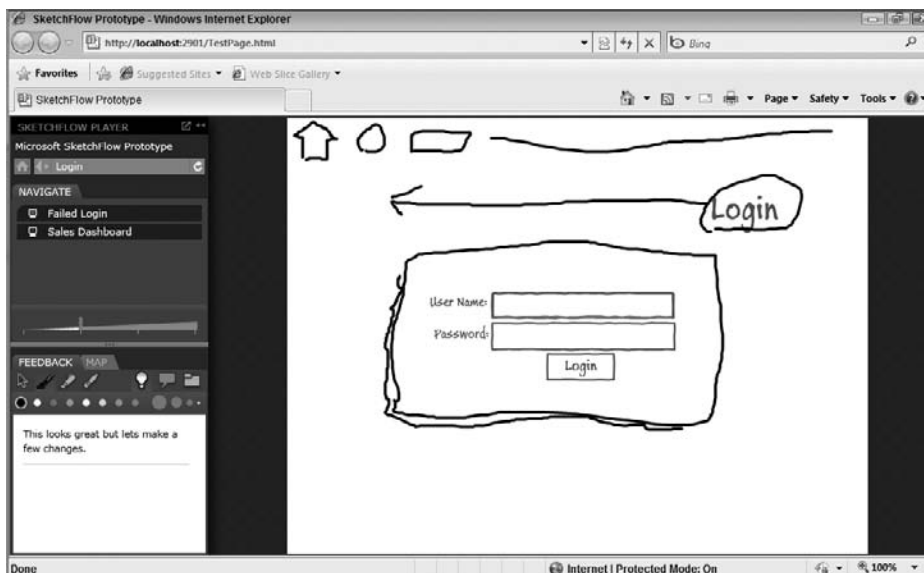 SketchFlow Prototype - Windows Internet Explorer
http://localhost:2901/TestPage.html
Bing
Favorites
Suggested Sites
Web Slice Gallery
SketchFlow Prototype
Page
Safety
Tools
SKETCHFLOW PLAYER
Microsoft SketchFlow Prototype
Login
NAVIGATE
Failed Login
Sales Dashboard
FEEDBACK
MAP
This looks great but lets make a
few changes.
Login
User Name:
Password:
Login
Done
Internet | Protected Mode: On
100%